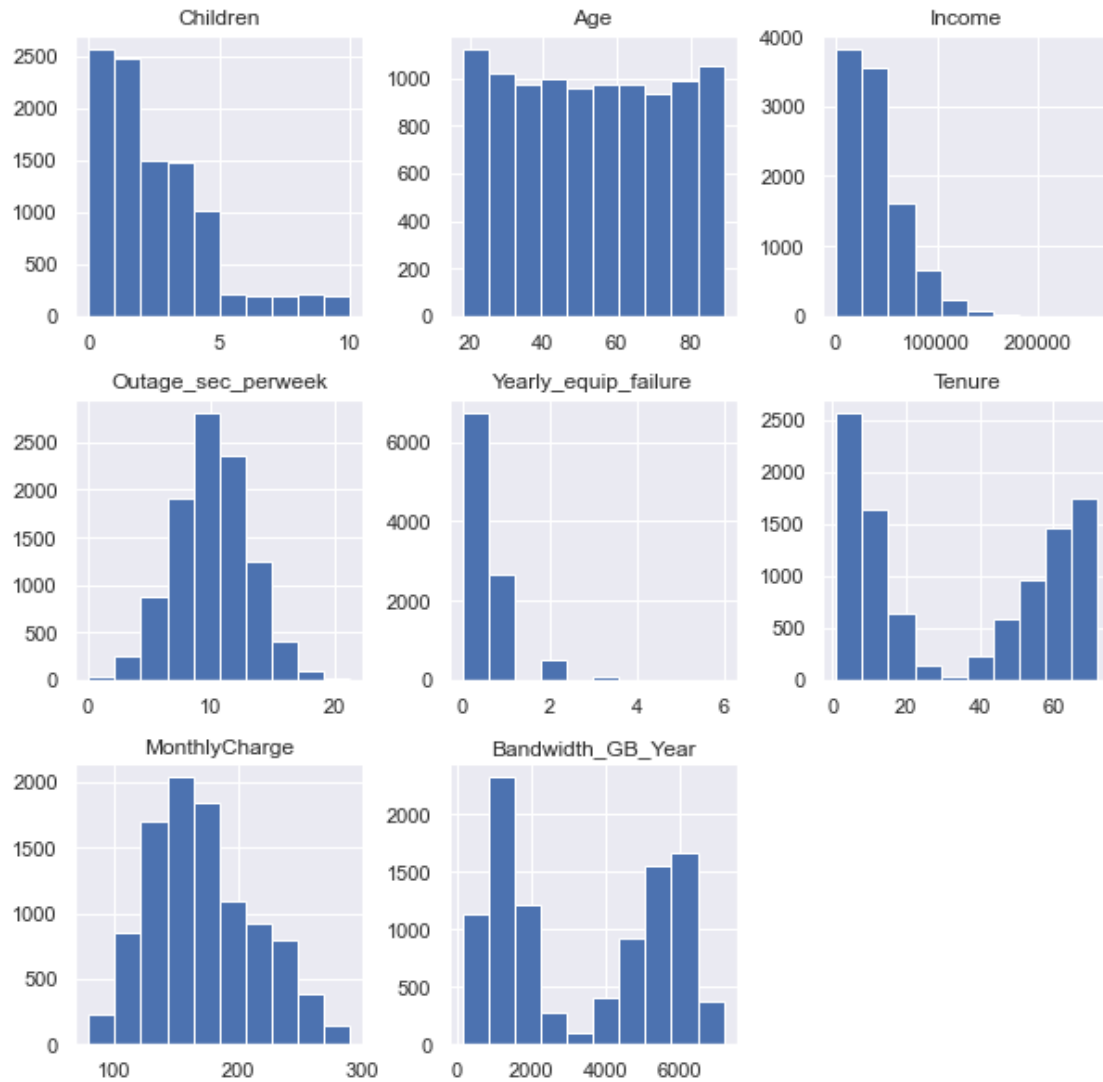 Children
2500
2000
1500
1000
500
0
0 5 10
Age
1000
800
600
400
200
0
20 40 60 80
Income
4000
3000
2000
1000
0
0 100000 200000
Outage_sec_perweek
2500
2000
1500
1000
500
0
0 10 20
Yearly_equip_failure
6000
4000
2000
0
0 2 4 6
Tenure
2500
2000
1500
1000
500
0
0 20 40 60
MonthlyCharge
2000
1500
1000
500
0
100 200 300
Bandwidth_GB_Year
2000
1500
1000
500
0
0 2000 4000 6000